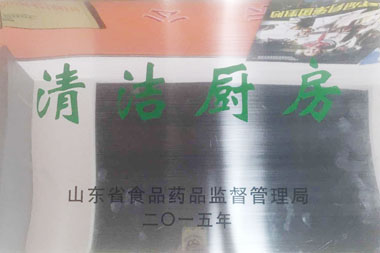 清洁厨房
山东省食品药品监督管理局
二〇一五年